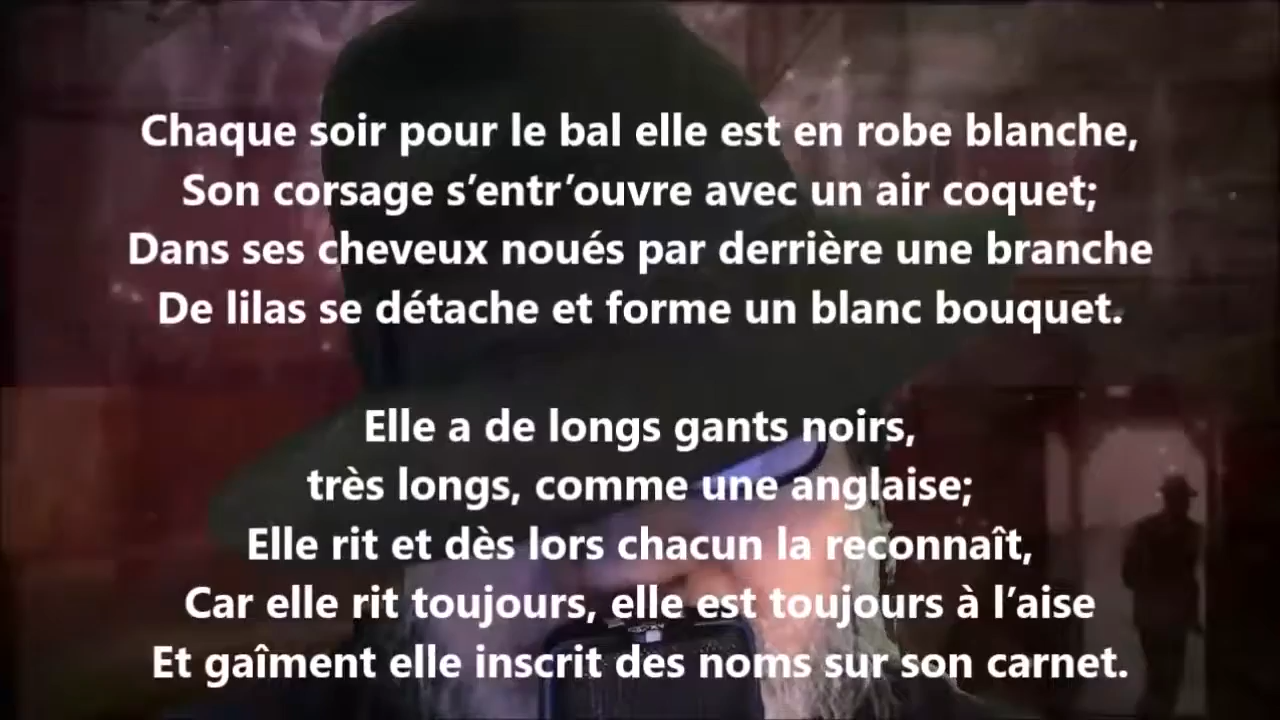 Chaque soir pour le bal elle est en robe blanche,
Son corsage s’entr’ouvre avec un air coquet;
Dans ses cheveux noués par derrière une branche
De lilas se détache et forme un blanc bouquet.
Elle a de longs gants noirs,
très longs, comme une anglaise;
Elle rit et dès lors chacun la reconnaît,
Car elle rit toujours, elle est toujours à l’aise
Et gaîment elle inscrit des noms sur son carnet.